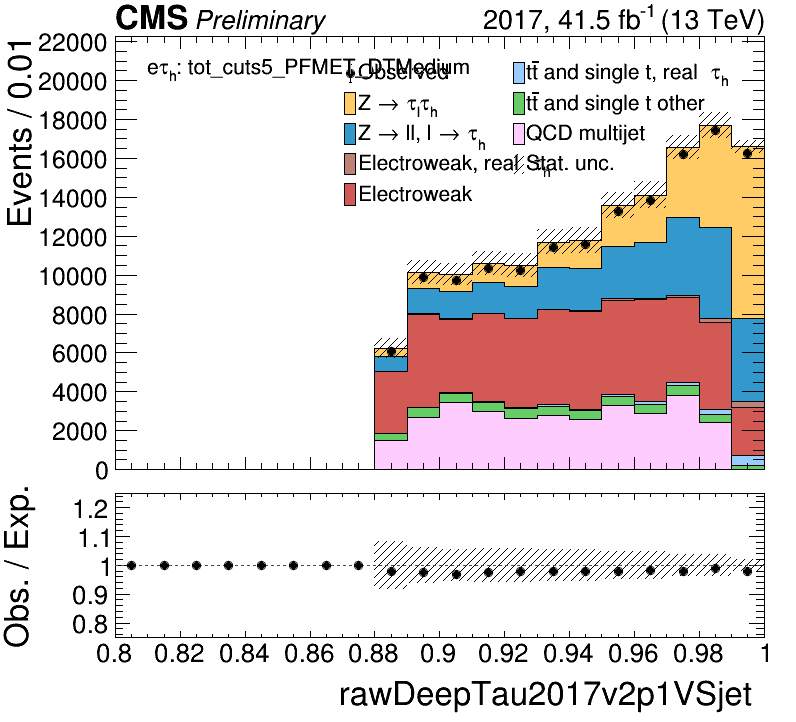 CMS Preliminary 2017, 41.5 fb⁻¹ (13 TeV)
Events / 0.01
22000
20000
18000
16000
14000
12000
10000
8000
6000
4000
2000
0
eτh: tot_cuts5_PFMET_DTMedium
Observed
Z → τlτh
Z → ll, l → τh
Electroweak, real τh
Electroweak
tt̄ and single t, real τh
tt̄ and single t other
QCD multijet
Stat. unc.
Obs. / Exp.
1.2
1.1
1
0.9
0.8
0.8 0.82 0.84 0.86 0.88 0.9 0.92 0.94 0.96 0.98 1
rawDeepTau2017v2p1VSjet